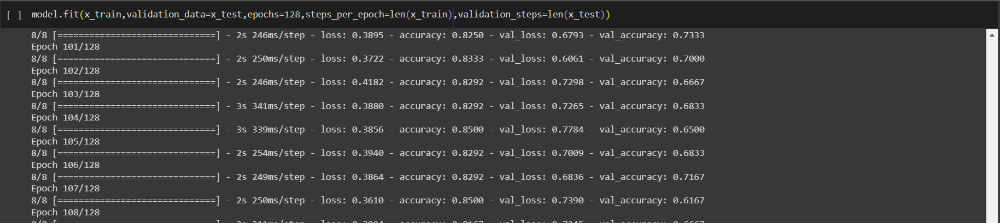 [ ] model.fit(x_train,validation_data=x_test,epochs=128,steps_per_epoch=len(x_train),validation_steps=len(x_test))
8/8 [==============================] - 2s 246ms/step - loss: 0.3895 - accuracy: 0.8250 - val_loss: 0.6793 - val_accuracy: 0.7333
Epoch 101/128
8/8 [==============================] - 2s 250ms/step - loss: 0.3722 - accuracy: 0.8333 - val_loss: 0.6061 - val_accuracy: 0.7000
Epoch 102/128
8/8 [==============================] - 2s 246ms/step - loss: 0.4182 - accuracy: 0.8292 - val_loss: 0.7298 - val_accuracy: 0.6667
Epoch 103/128
8/8 [==============================] - 3s 341ms/step - loss: 0.3880 - accuracy: 0.8292 - val_loss: 0.7265 - val_accuracy: 0.6833
Epoch 104/128
8/8 [==============================] - 3s 339ms/step - loss: 0.3856 - accuracy: 0.8500 - val_loss: 0.7784 - val_accuracy: 0.6500
Epoch 105/128
8/8 [==============================] - 2s 254ms/step - loss: 0.3940 - accuracy: 0.8292 - val_loss: 0.7009 - val_accuracy: 0.6833
Epoch 106/128
8/8 [==============================] - 2s 249ms/step - loss: 0.3864 - accuracy: 0.8292 - val_loss: 0.6836 - val_accuracy: 0.7167
Epoch 107/128
8/8 [==============================] - 2s 250ms/step - loss: 0.3610 - accuracy: 0.8500 - val_loss: 0.7390 - val_accuracy: 0.6167
Epoch 108/128